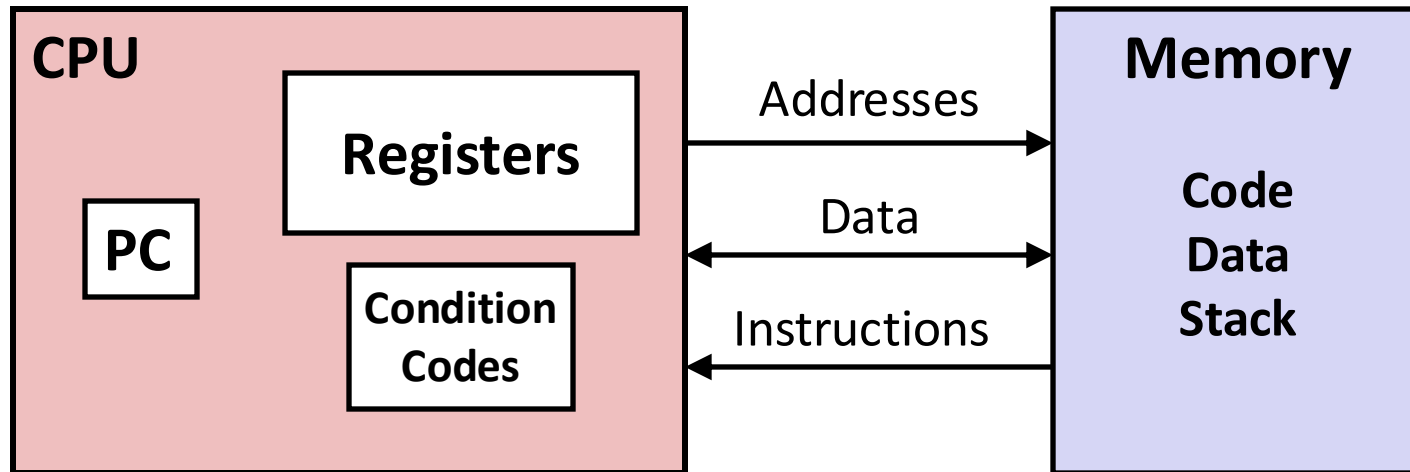 CPU
Registers
PC
Condition
Codes
Addresses
Data
Instructions
Memory
Code
Data
Stack